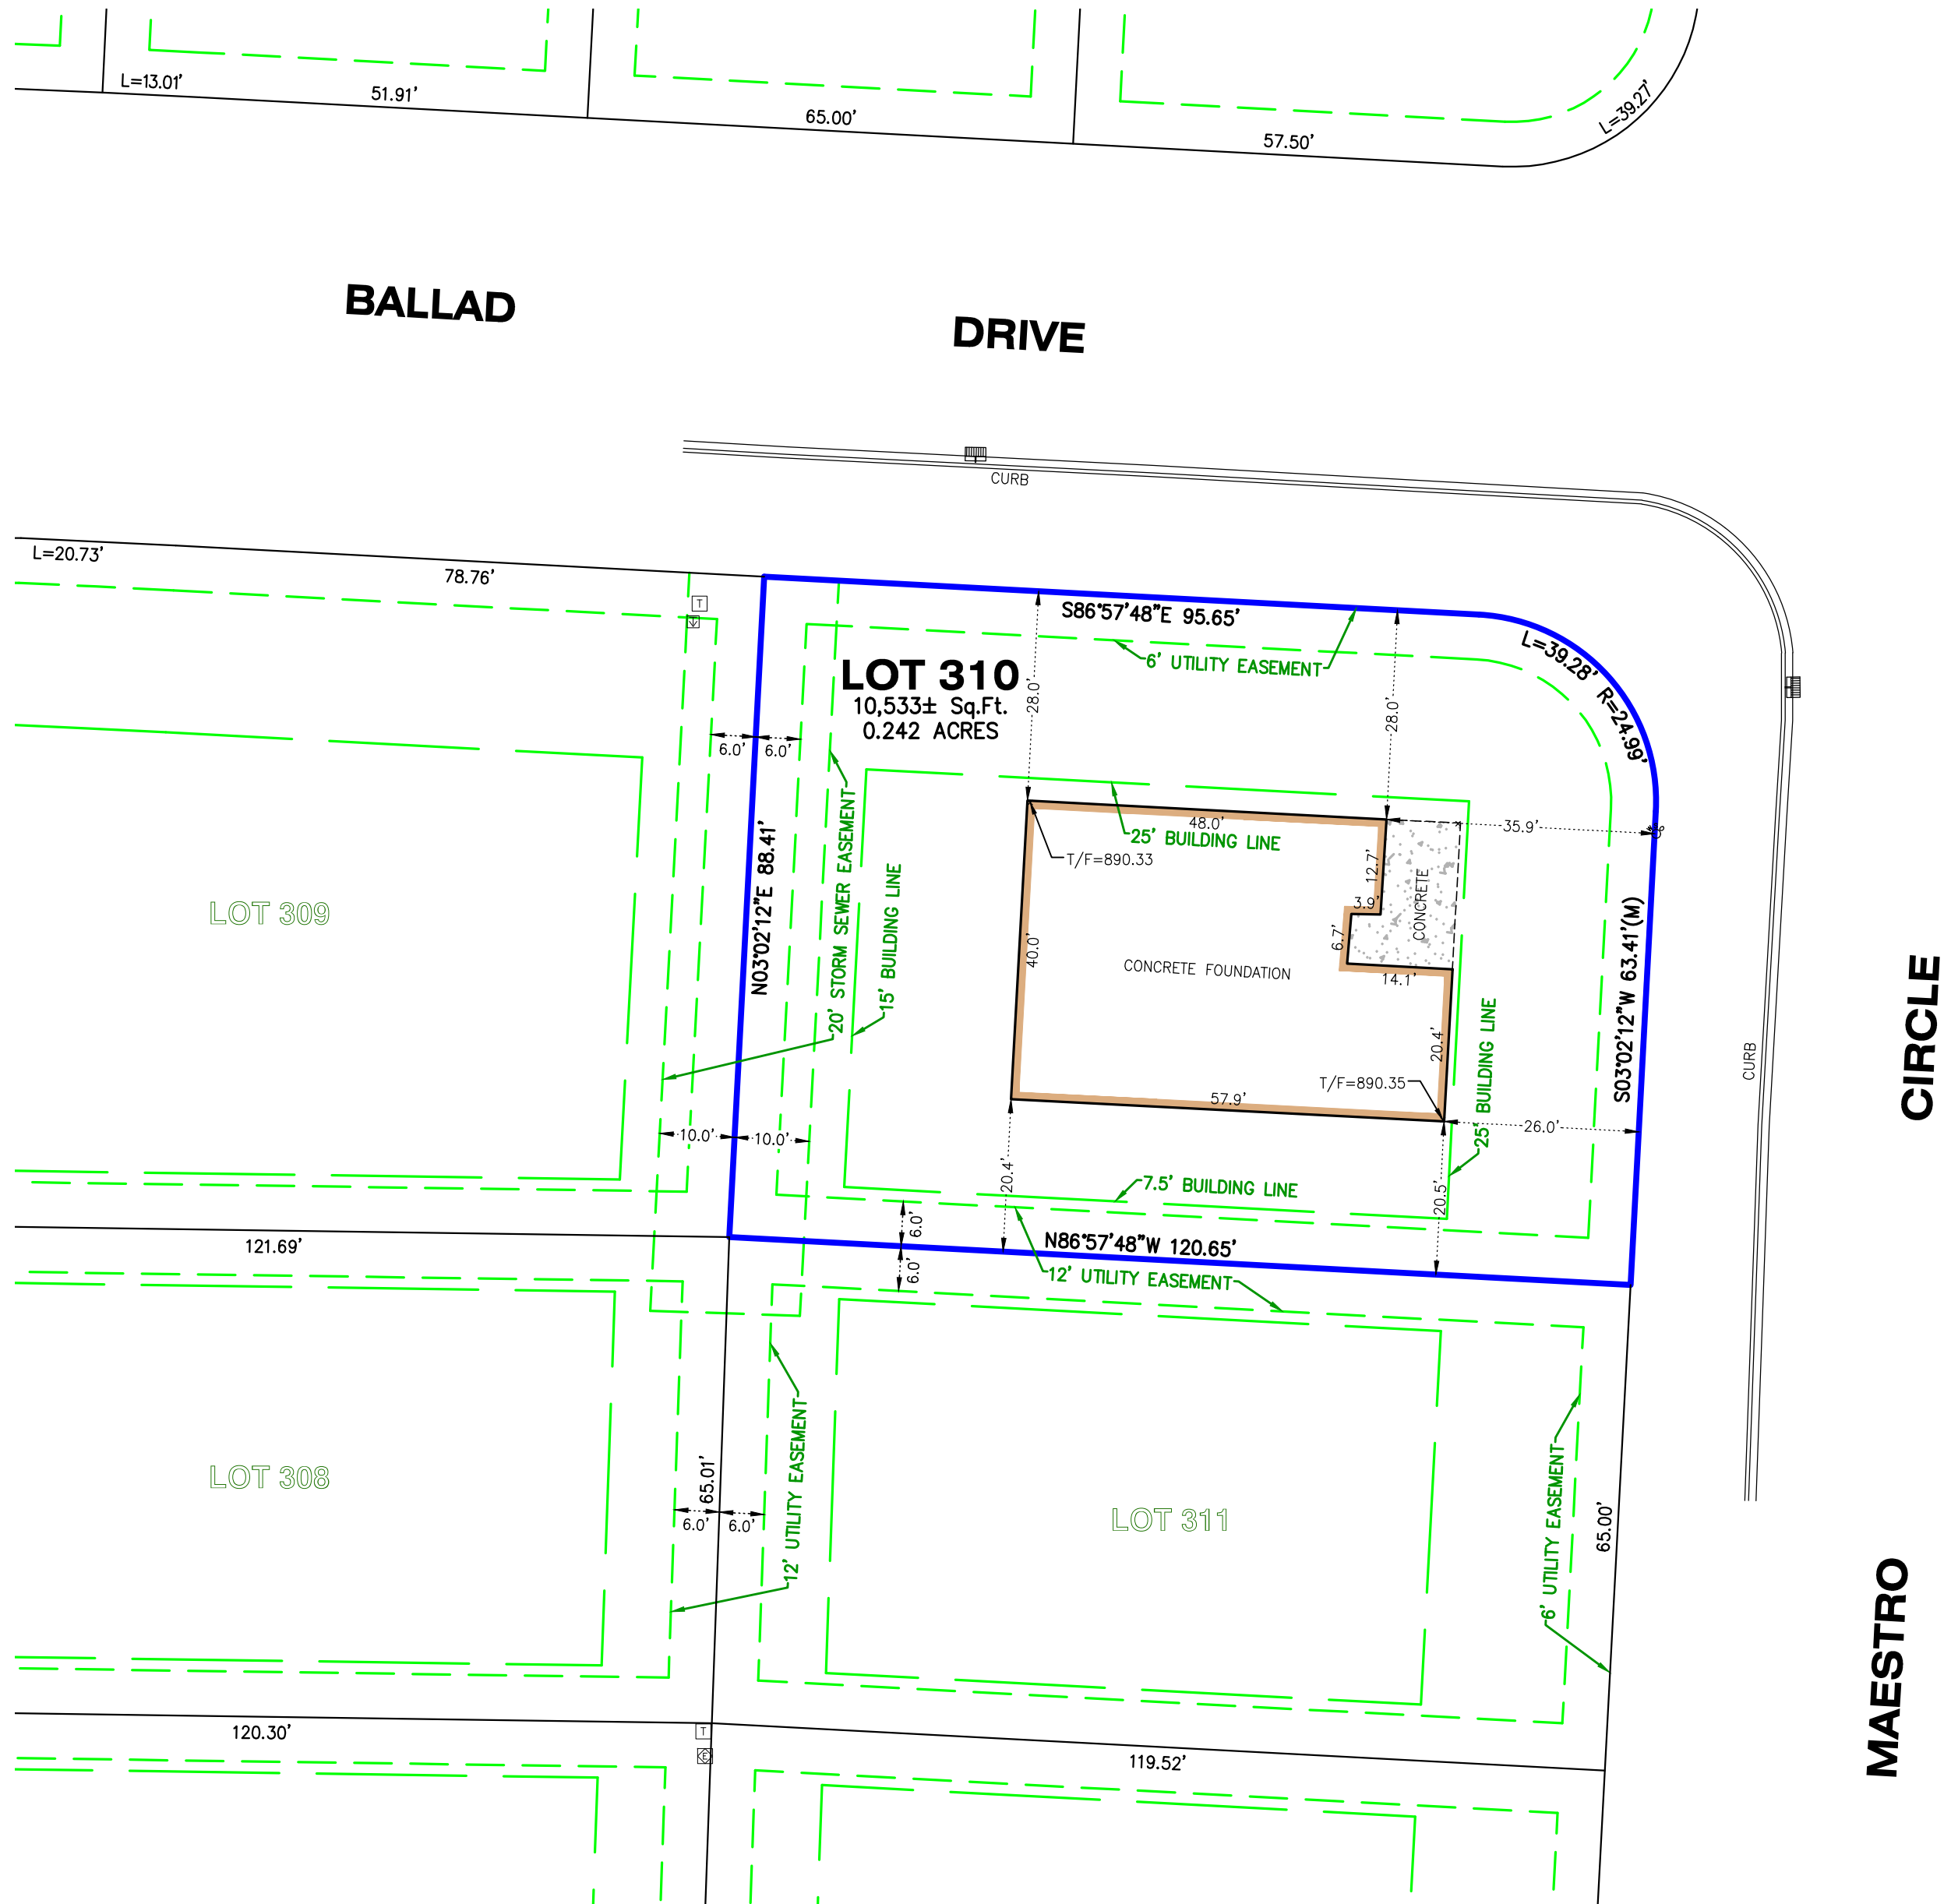 L=13.01'
51.91'
65.00'
57.50'
L=39.27'
BALLAD
DRIVE
CURB
L=20.73'
78.76'
T
S86°57'48"E 95.65'
6' UTILITY EASEMENT
L=39.28' R=24.99'
LOT 310
10,533± Sq.Ft.
0.242 ACRES
28.0'
28.0'
6.0'
6.0'
N03°02'12"E 88.41'
20' STORM SEWER EASEMENT
15' BUILDING LINE
48.0'
25' BUILDING LINE
35.9'
T/F=890.33
12.7'
3.9'
6.7'
CONCRETE
14.1'
LOT 309
40.0'
CONCRETE FOUNDATION
20.4'
S03°02'12"W 63.41'(M)
CIRCLE
CURB
T/F=890.35
57.9'
25' BUILDING LINE
26.0'
10.0'
10.0'
20.4'
7.5' BUILDING LINE
20.5'
6.0'
6.0'
N86°57'48"W 120.65'
12' UTILITY EASEMENT
121.69'
LOT 308
65.01'
6.0'
6.0'
12' UTILITY EASEMENT
LOT 311
6' UTILITY EASEMENT
65.00'
MAESTRO
120.30'
T
E
119.52'